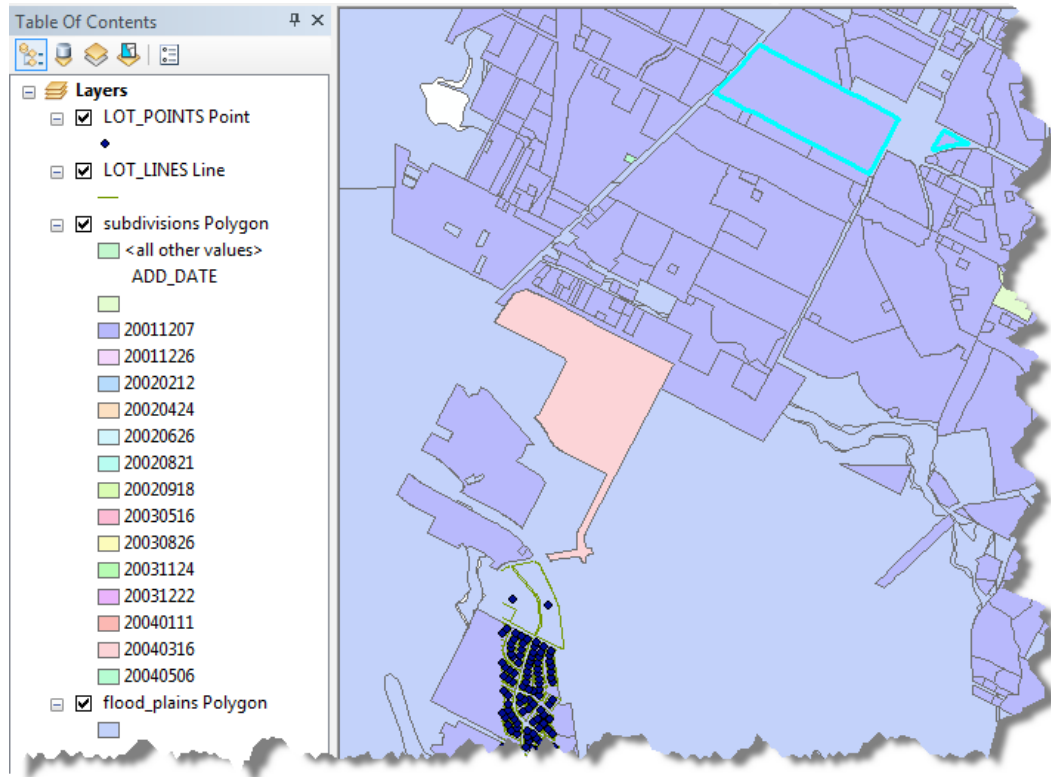 Table Of Contents
Layers
LOT_POINTS Point
LOT_LINES Line
subdivisions Polygon
<all other values>
ADD_DATE
20011207
20011226
20020212
20020424
20020626
20020821
20020918
20030516
20030826
20031124
20031222
20040111
20040316
20040506
flood_plains Polygon